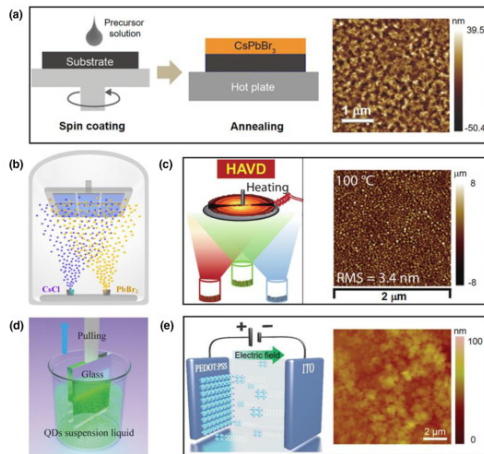 (a)
Precursor
solution
Substrate
Spin coating
CsPbBr3
Hot plate
Annealing
nm
39.5
1 μm
-50.4
(b)
CsCl
PbBr2
(c)
HAVD
Heating
100 °C
RMS = 3.4 nm
2 μm
μm
8
-8
(d)
Pulling
Glass
QDs suspension liquid
(e)
+ −
Electric field
PEDOT:PSS
ITO
nm
100
2 μm
0